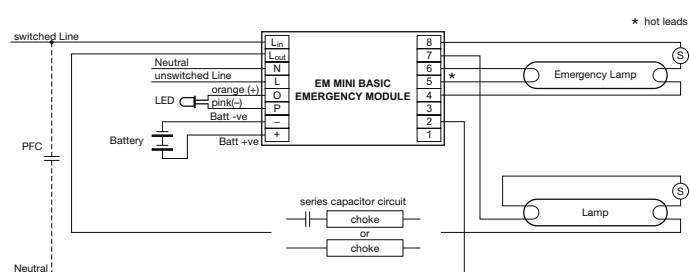 * hot leads
switched Line
Lin
Lout
Neutral
N
unswitched Line
L
orange (+)
O
LED
pink(–)
P
Batt -ve
–
Battery
Batt +ve
+
EM MINI BASIC
EMERGENCY MODULE
8
7
6
5
*
4
3
2
1
S
Emergency Lamp
PFC
S
Lamp
series capacitor circuit
choke
or
choke
Neutral